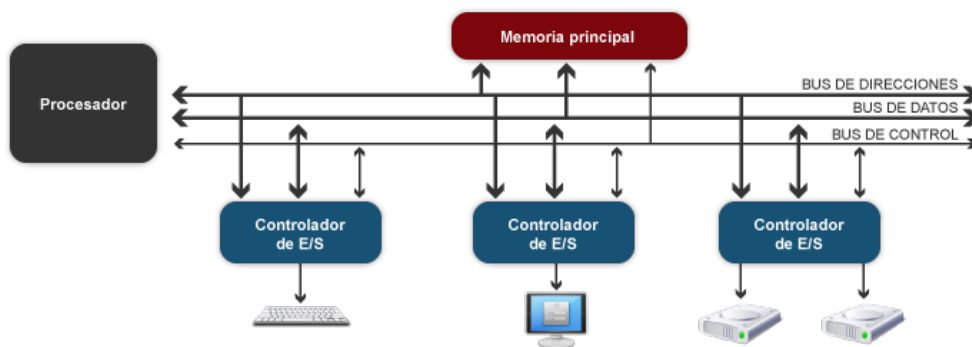 Memoria principal
Procesador
BUS DE DIRECCIONES
BUS DE DATOS
BUS DE CONTROL
Controlador
de E/S
Controlador
de E/S
Controlador
de E/S